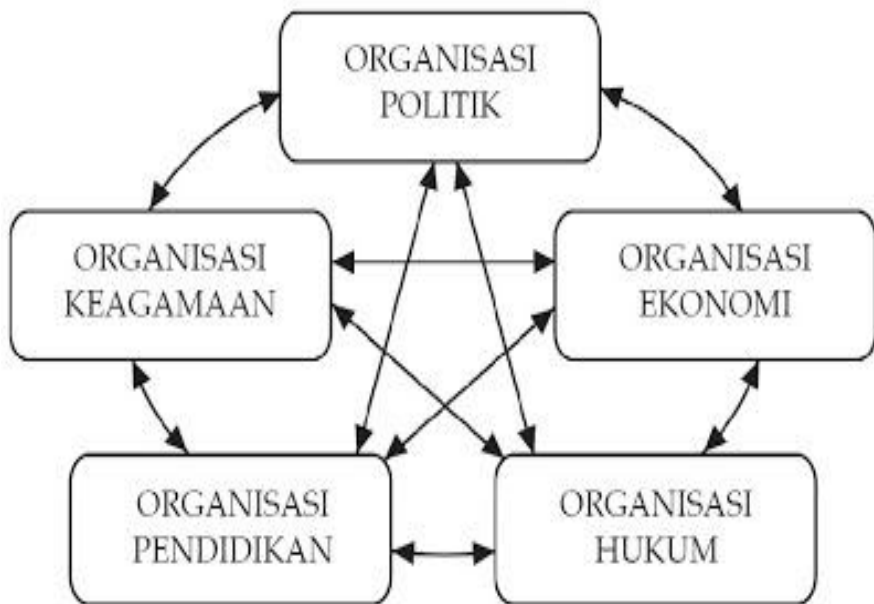 ORGANISASI
POLITIK
ORGANISASI
KEAGAMAAN
ORGANISASI
EKONOMI
ORGANISASI
PENDIDIKAN
ORGANISASI
HUKUM